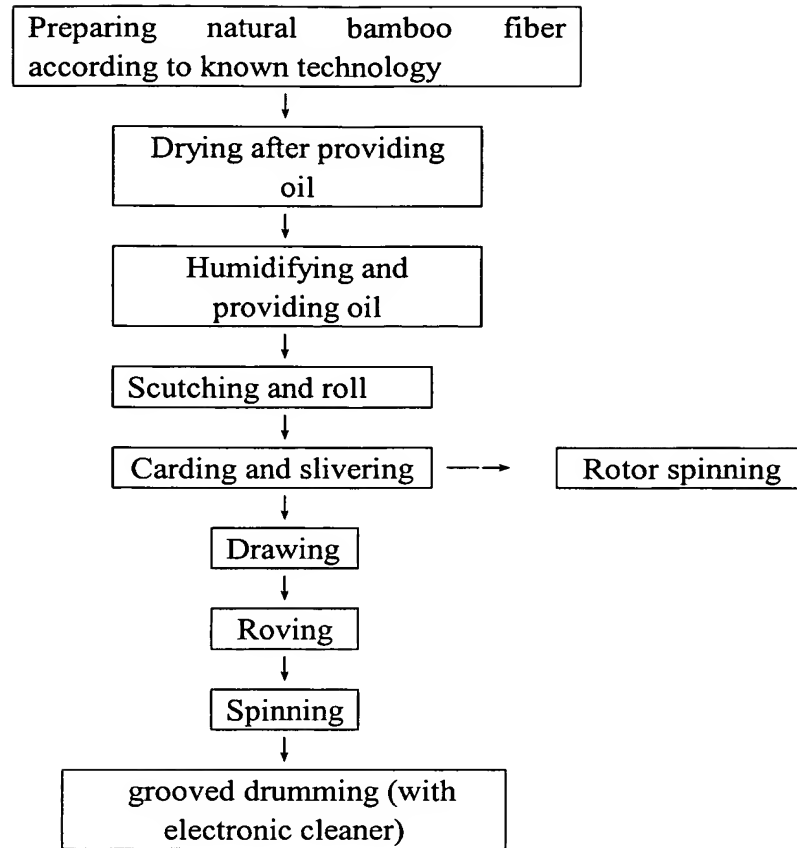 Preparing natural bamboo fiber
according to known technology
Drying after providing
oil
Humidifying and
providing oil
Scutching and roll
Carding and slivering
Rotor spinning
Drawing
Roving
Spinning
grooved drumming (with
electronic cleaner)